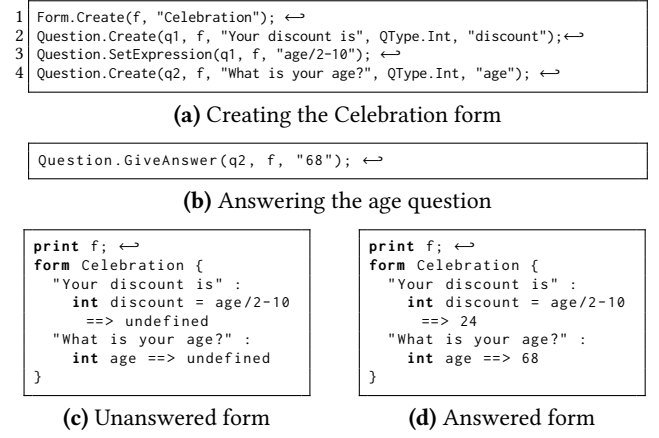 1 Form.Create(f, "Celebration"); ↩
2 Question.Create(q1, f, "Your discount is", QType.Int, "discount");↩
3 Question.SetExpression(q1, f, "age/2-10"); ↩
4 Question.Create(q2, f, "What is your age?", QType.Int, "age"); ↩
(a) Creating the Celebration form
Question.GiveAnswer(q2, f, "68"); ↩
(b) Answering the age question
print f; ↩
form Celebration {
"Your discount is" :
int discount = age/2-10
==> undefined
"What is your age?" :
int age ==> undefined
}
(c) Unanswered form
print f; ↩
form Celebration {
"Your discount is" :
int discount = age/2-10
==> 24
"What is your age?" :
int age ==> 68
}
(d) Answered form